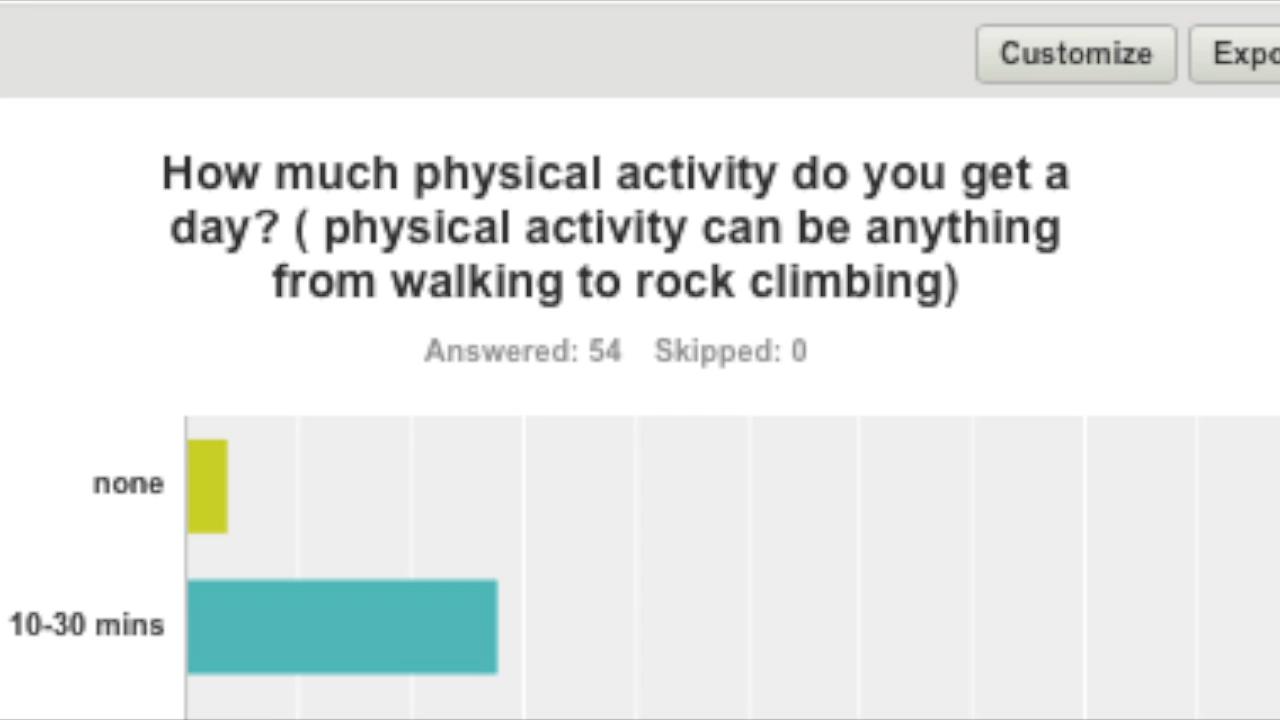 Customize Expo
How much physical activity do you get a
day? ( physical activity can be anything
from walking to rock climbing)
Answered: 54 Skipped: 0
none
10-30 mins